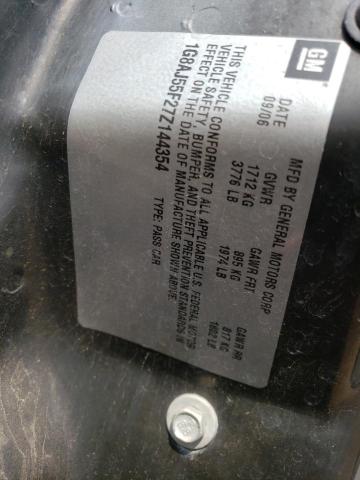 GM
MFD BY GENERAL MOTORS CORP
DATE GVWR GAWR FRT GAWR RR
09/06 1712 KG 895 KG 817 KG
3776 LB 1974 LB 1802 LB
THIS VEHICLE CONFORMS TO ALL APPLICABLE U.S. FEDERAL MOTOR
VEHICLE SAFETY, BUMPER, AND THEFT PREVENTION STANDARDS IN
EFFECT ON THE DATE OF MANUFACTURE SHOWN ABOVE.
1G8AJ55F27Z144354 TYPE: PASS CAR